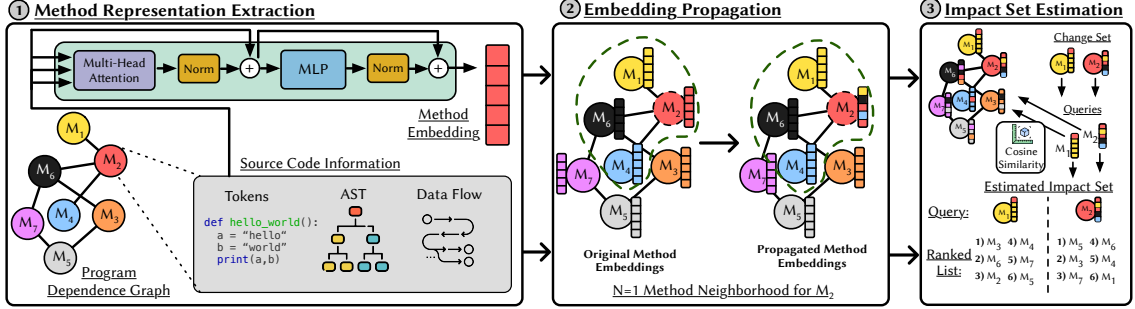 1 Method Representation Extraction
Multi-Head
Attention
Norm
+
MLP
Norm
+
Method
Embedding
M1
M2
M6
M4
M3
M7
M5
Program
Dependence Graph
Source Code Information
Tokens
def hello_world():
a = “hello“
b = “world”
print(a,b)
AST
Data Flow
...
2 Embedding Propagation
M1
M2
M6
M4
M3
M7
M5
Original Method
Embeddings
M1
M2
M6
M4
M3
M7
M5
Propagated Method
Embeddings
N=1 Method Neighborhood for M2
3 Impact Set Estimation
M1
M2
M6
M4
M3
M7
M5
Change Set
M1
M2
Queries
M1
M2
Cosine
Similarity
Estimated Impact Set
Query:
M1
M2
Ranked
List:
1) M3 4) M4
2) M6 5) M7
3) M2 6) M5
1) M5 4) M6
2) M3 5) M4
3) M7 6) M1